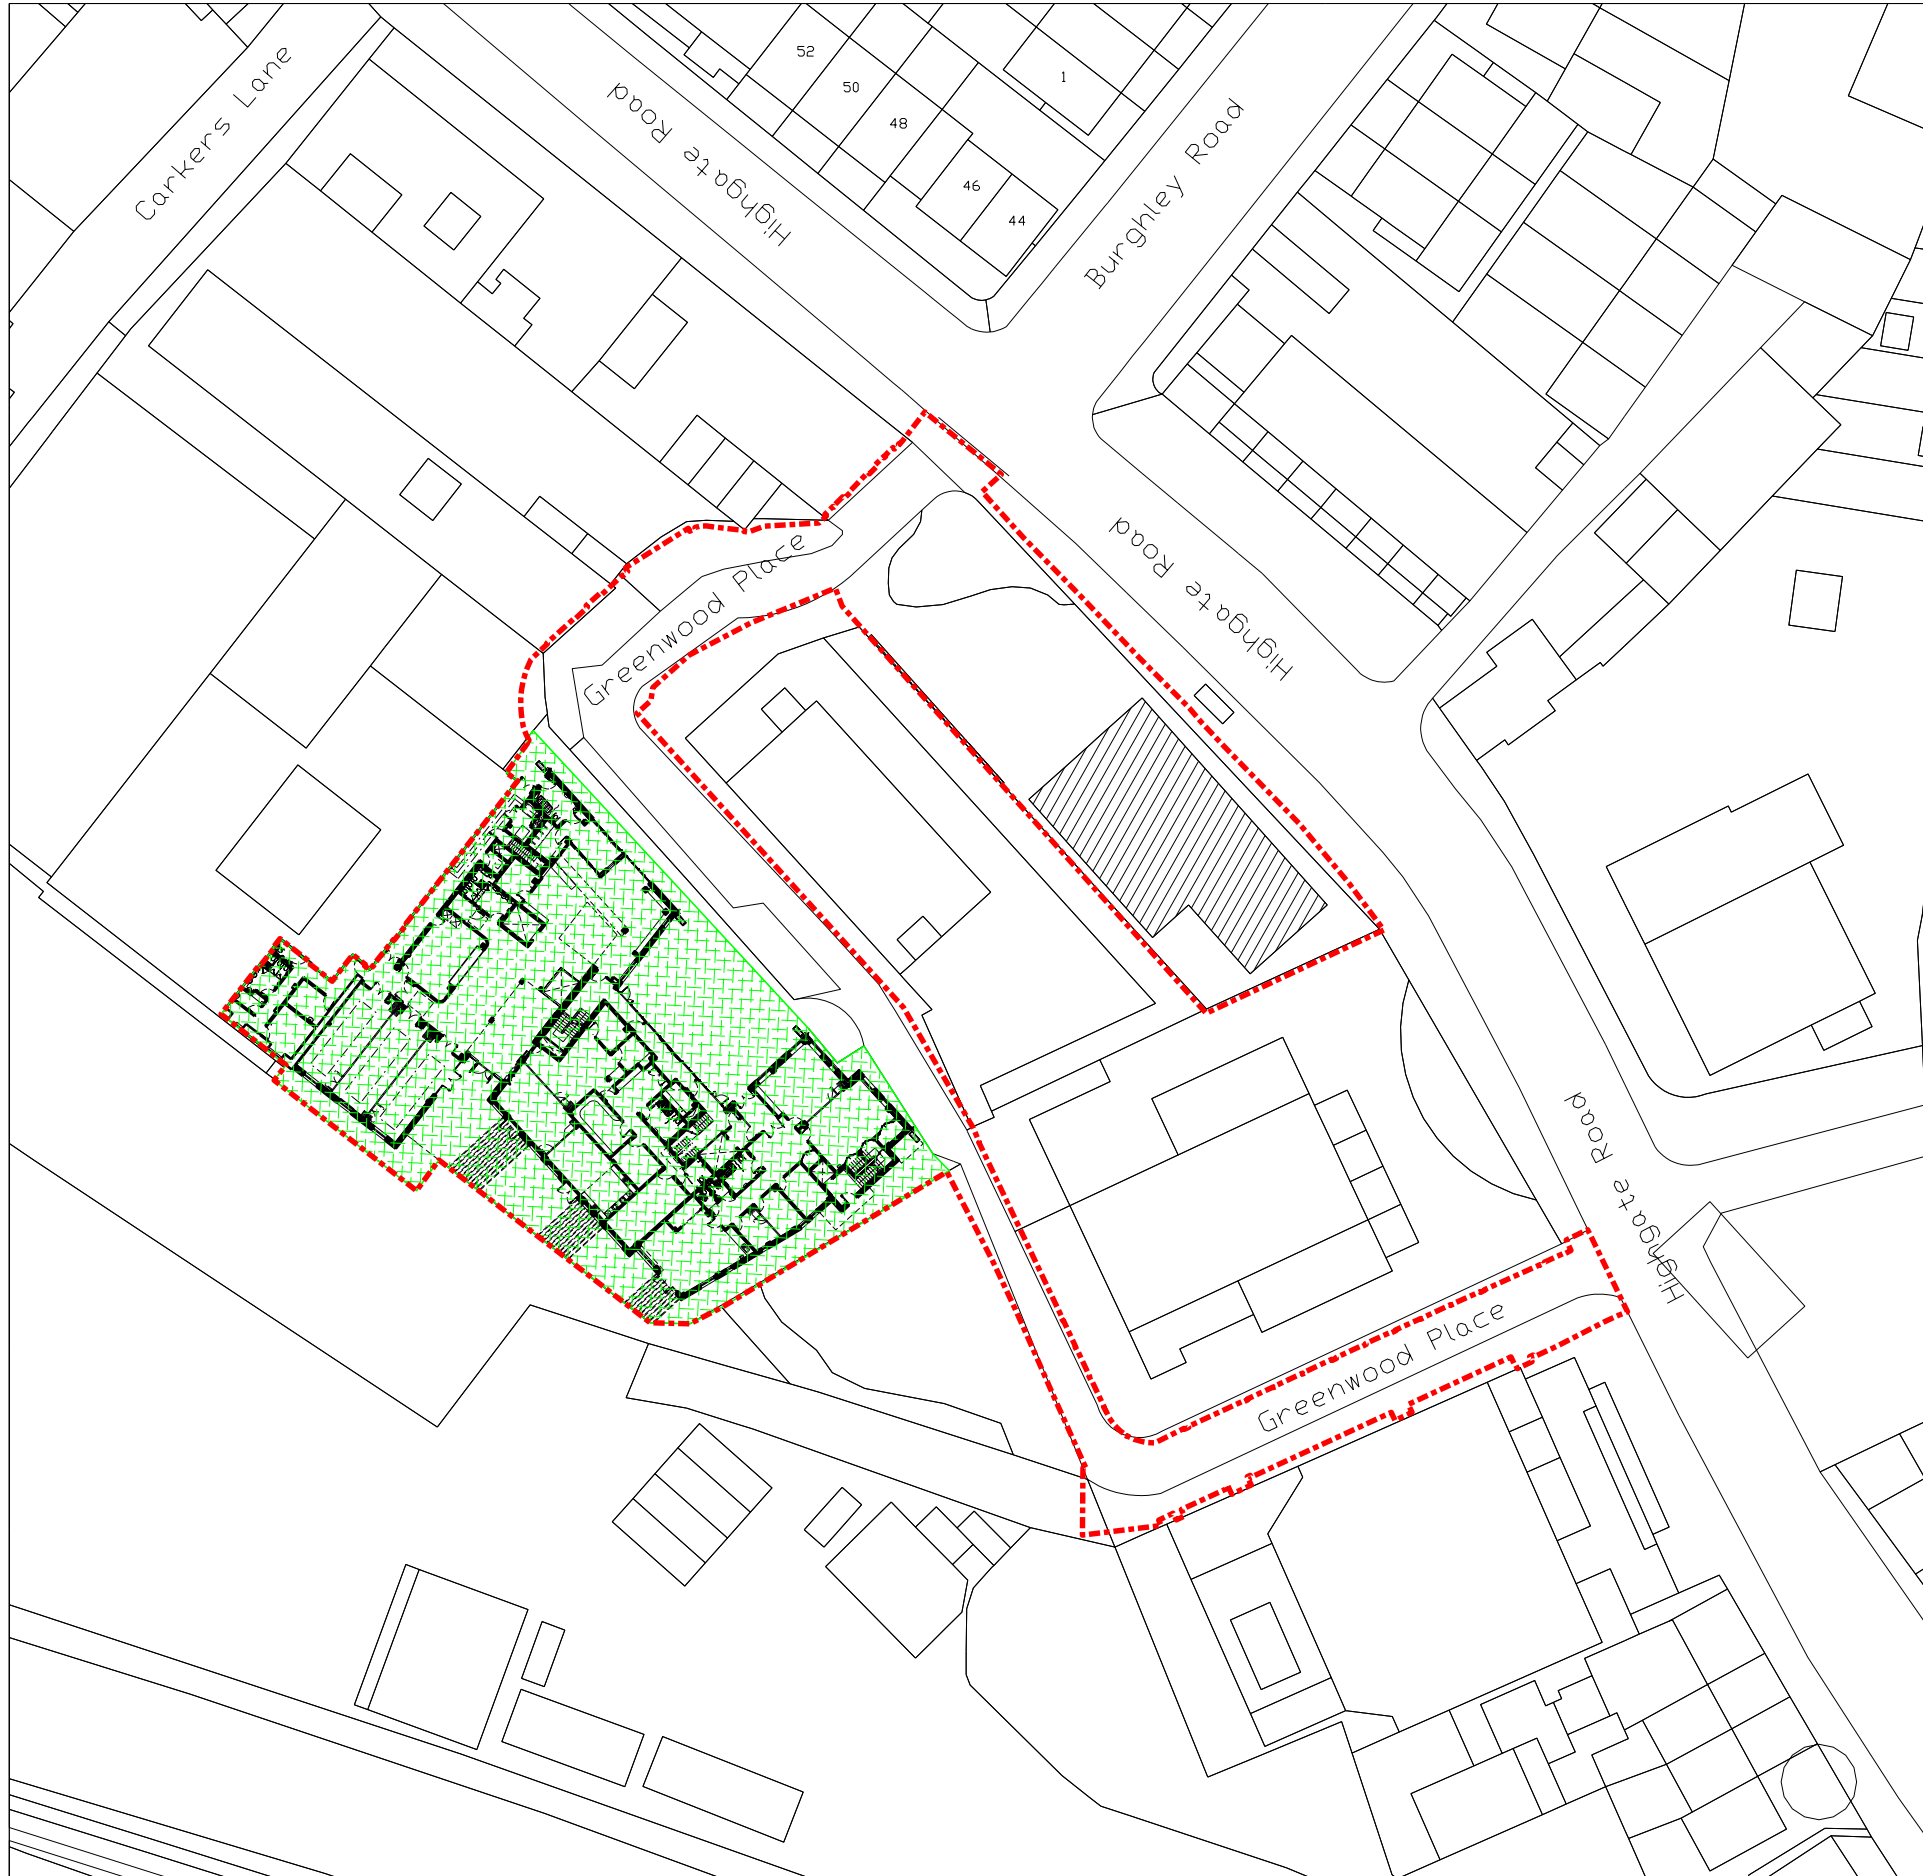 52
50
48
46
44
1
Carkers Lane
Highgate Road
Burghley Road
Greenwood Place
Highgate Road
Highgate Road
Greenwood Place